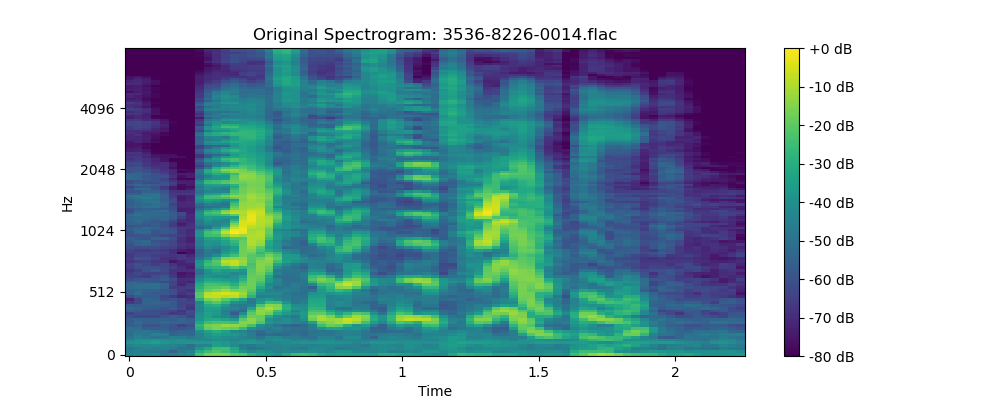 Original Spectrogram: 3536-8226-0014.flac
+0 dB
4096
-10 dB
-20 dB
2048
-30 dB
Hz
-40 dB
1024
-50 dB
512
-60 dB
-70 dB
0
-80 dB
0 0.5 1 1.5 2
Time